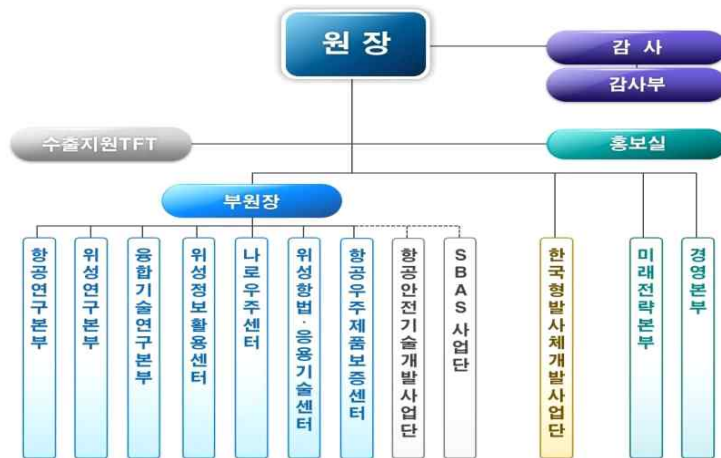 원 장
감 사
감사부
수출지원TFT
홍보실
부원장
항공연구본부
위성연구본부
융합기술연구본부
위성정보활용센터
나로우주센터
위성항법·응용기술센터
항공우주제품보증센터
항공안전기술개발사업단
SBAS 사업단
한국형발사체개발사업단
미래전략본부
경영본부